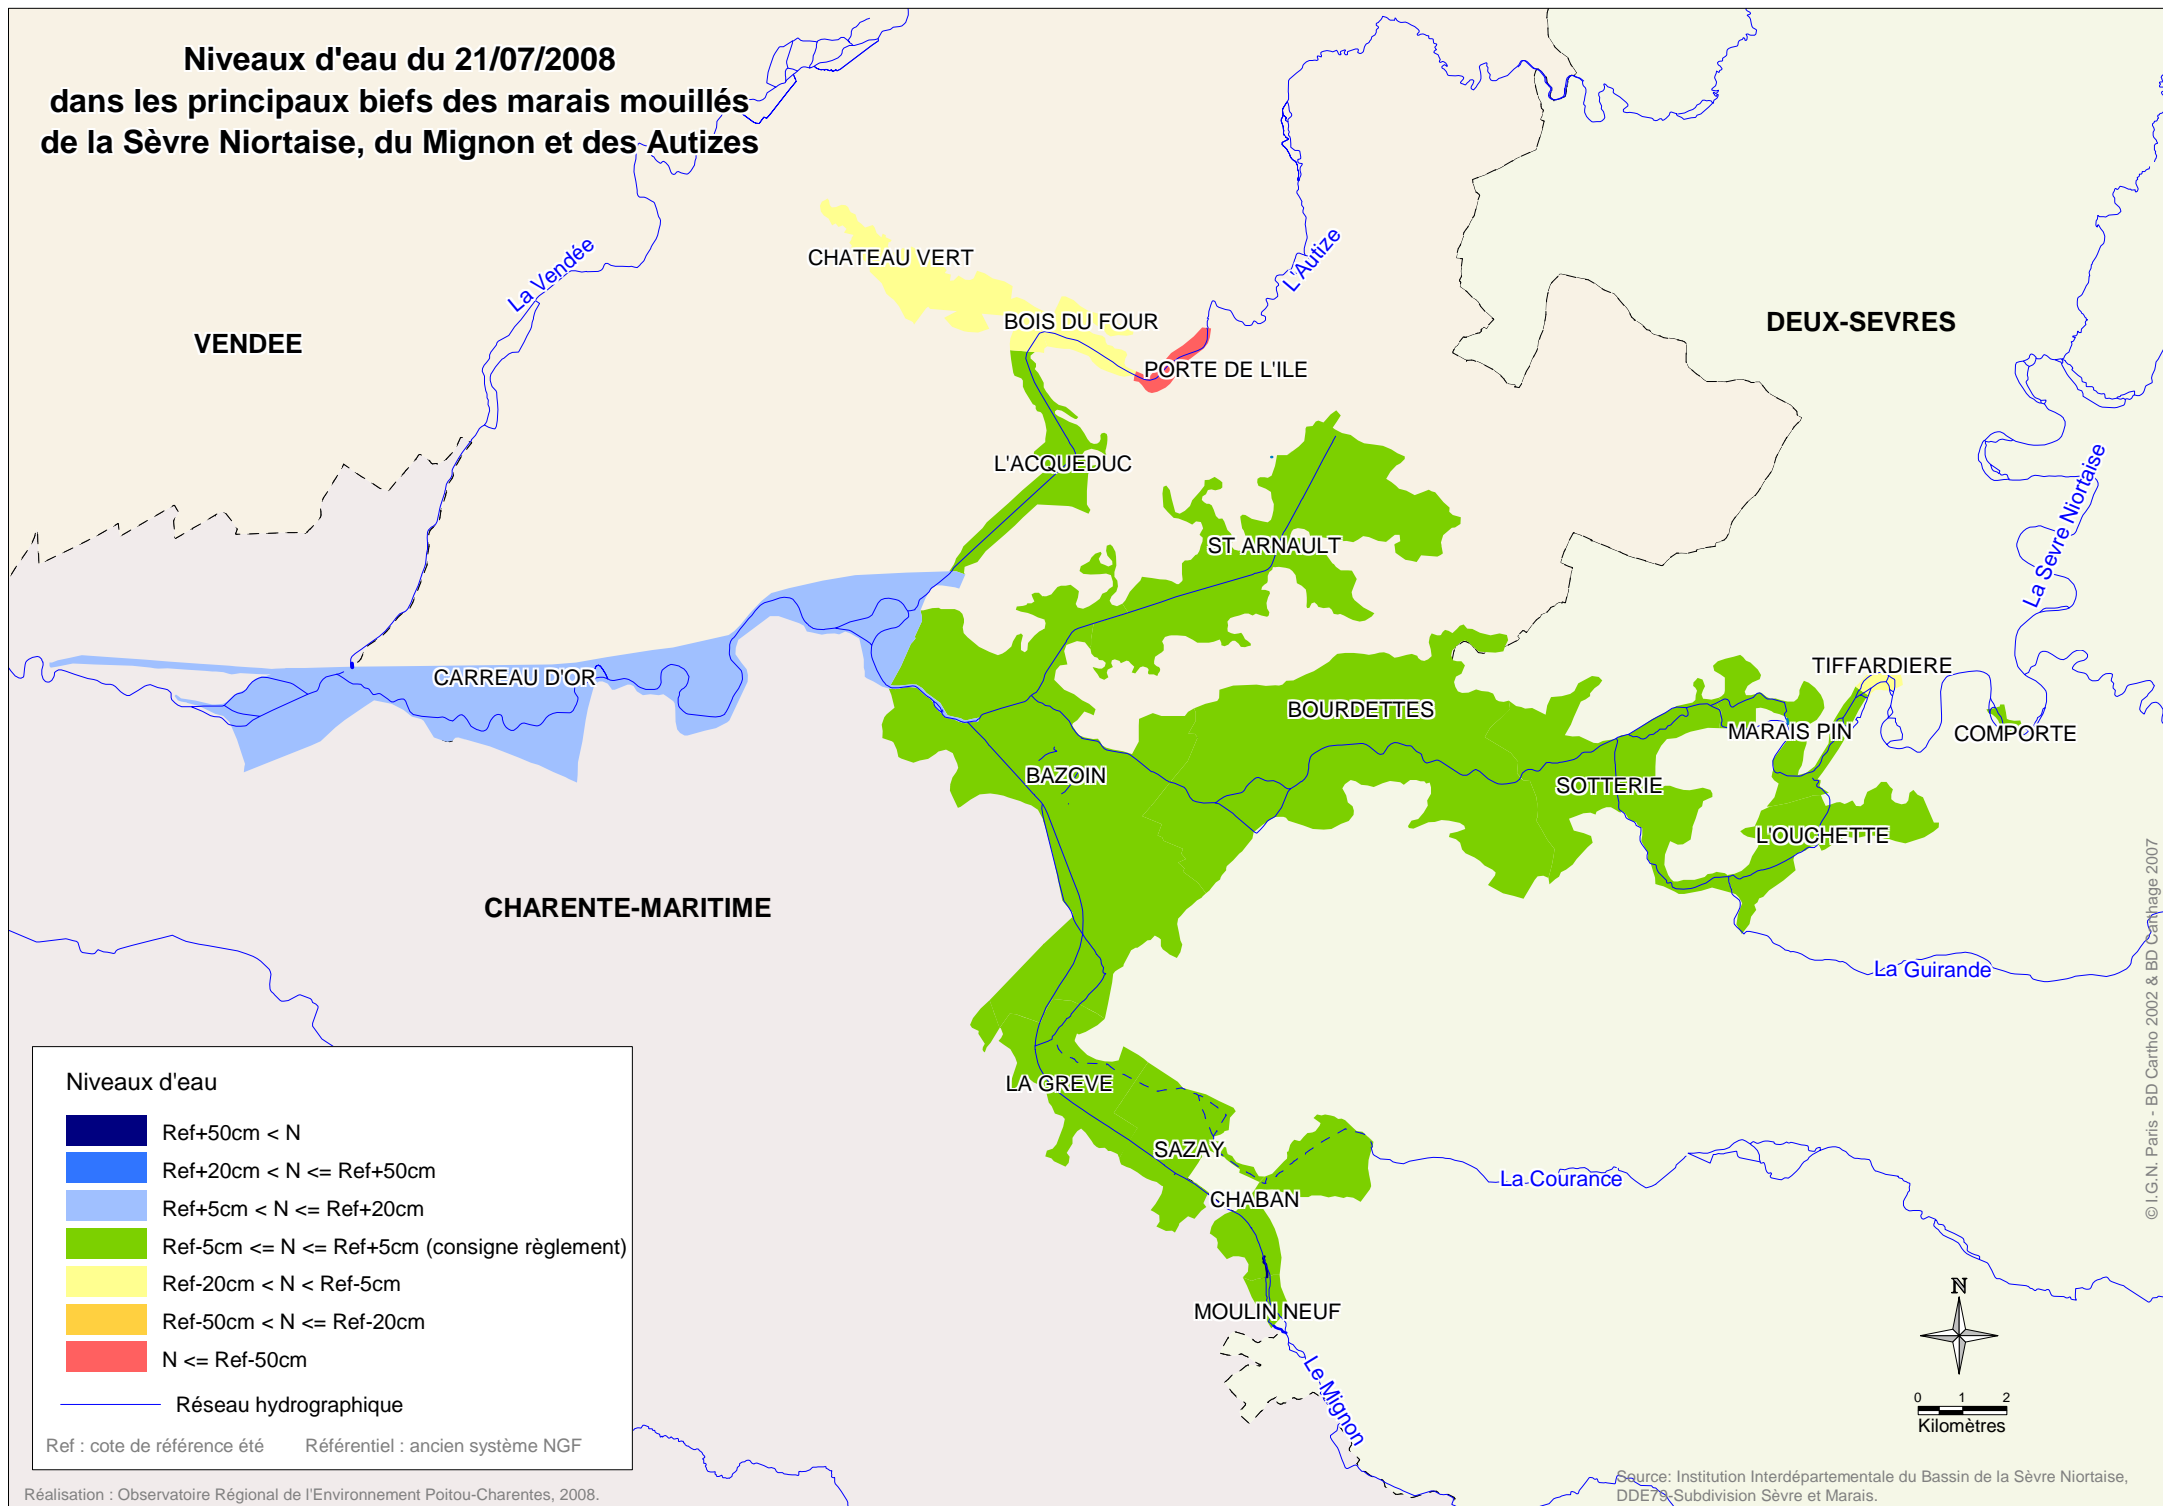 Niveaux d'eau du 21/07/2008
dans les principaux biefs des marais mouillés
de la Sèvre Niortaise, du Mignon et des Autizes
La Vendée
CHATEAU VERT
L'Autize
VENDEE
BOIS DU FOUR
DEUX-SEVRES
PORTE DE L'ILE
L'ACQUEDUC
ST ARNAULT
La Sevre Niortaise
CARREAU D'OR
TIFFARDIERE
BOURDETTES
MARAIS PIN
COMPORTE
BAZOIN
SOTTERIE
L'OUCHETTE
CHARENTE-MARITIME
La Guirande
LA GREVE
SAZAY
La Courance
CHABAN
MOULIN NEUF
Le Mignon
Niveaux d'eau
Ref+50cm < N
Ref+20cm < N <= Ref+50cm
Ref+5cm < N <= Ref+20cm
Ref-5cm <= N <= Ref+5cm (consigne règlement)
Ref-20cm < N < Ref-5cm
Ref-50cm < N <= Ref-20cm
N <= Ref-50cm
Réseau hydrographique
Ref : cote de référence été Référentiel : ancien système NGF
N
0 1 2
Kilomètres
© I.G.N. Paris - BD Cartho 2002 & BD Carthage 2007
Réalisation : Observatoire Régional de l'Environnement Poitou-Charentes, 2008.
Source: Institution Interdépartementale du Bassin de la Sèvre Niortaise,
DDE79-Subdivision Sèvre et Marais.